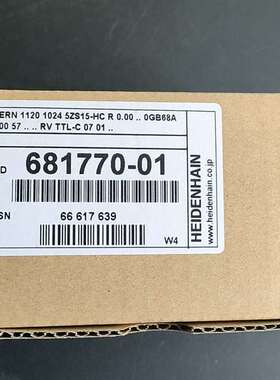 ERN 1120 1024 5ZS15-HC R 0.00 .. 0GB68A
00 57 .. .. RV TTL-C 07 01 ..
D 681770-01
SN 66 617 639
W4
HEIDENHAIN
www.heidenhain.co.jp